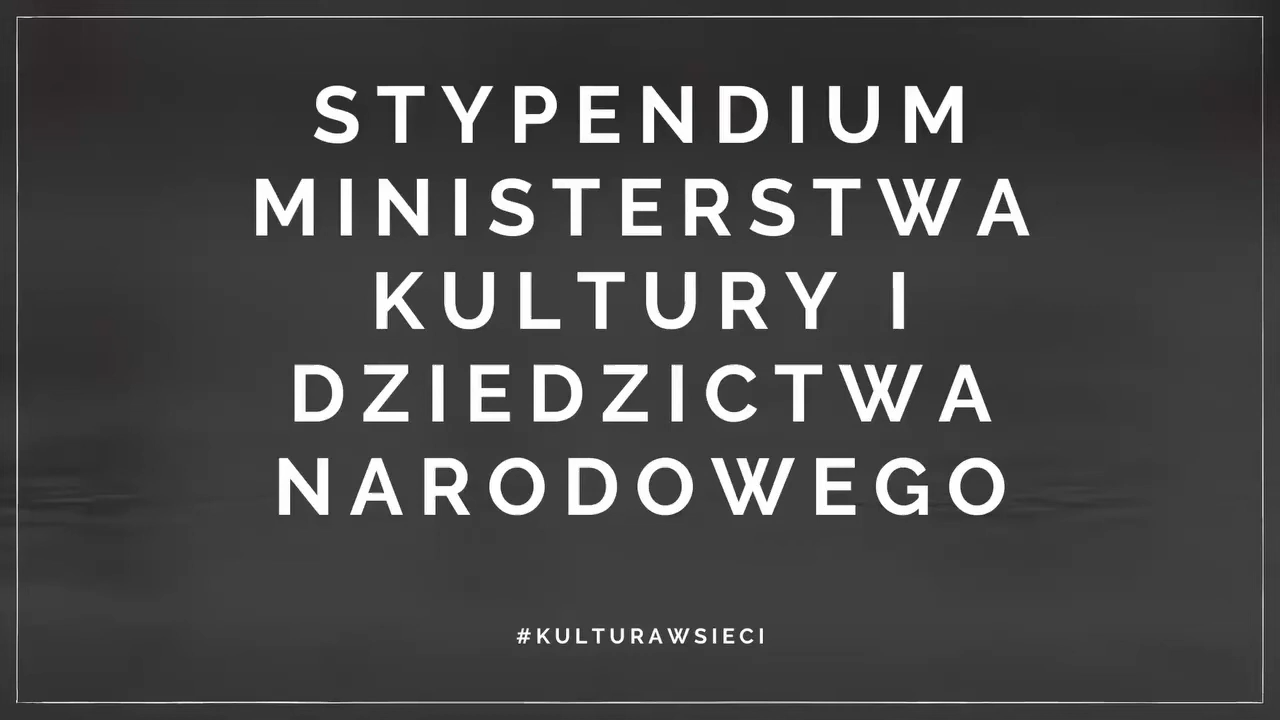 STYPENDIUM
MINISTERSTWA
KULTURY I
DZIEDZICTWA
NARODOWEGO
#KULTURAWSIECI